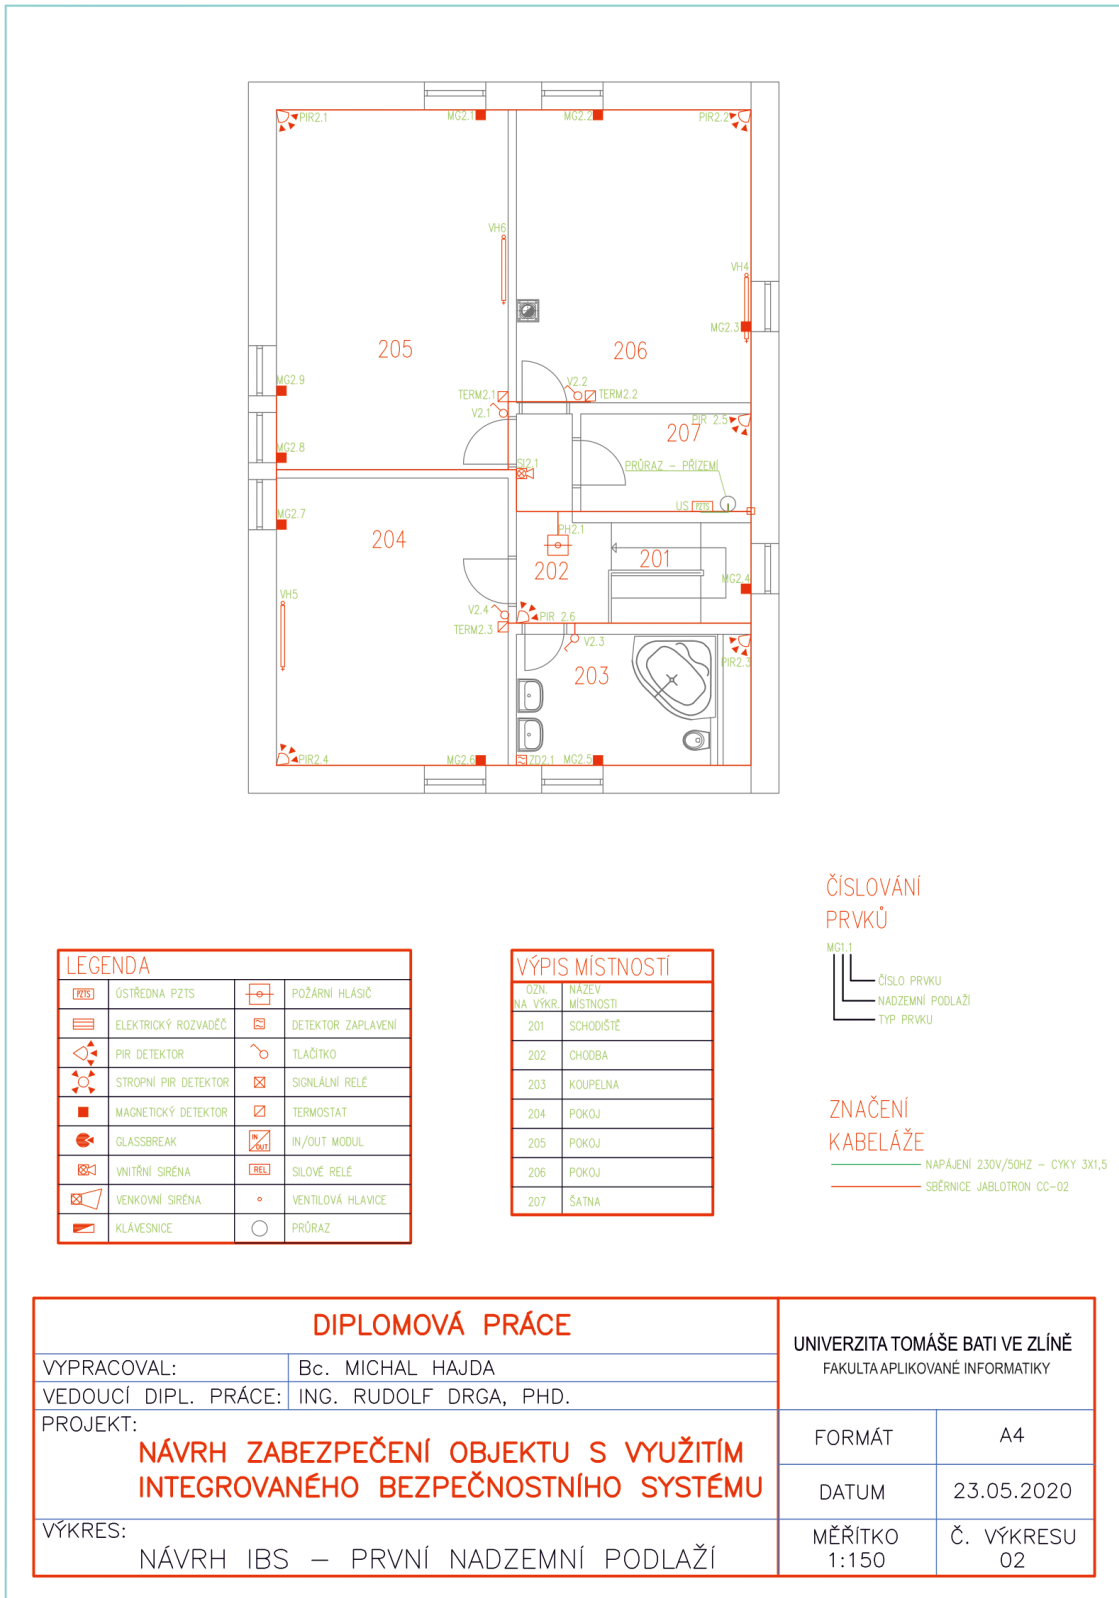 PIR2.1
MG2.1
MG2.2
PIR2.2
VH6
VH4
MG2.3
205
206
MG2.9
TERM2.1
V2.2
TERM2.2
V2.1
PIR 2.5
207
MG2.8
SI2.1
PRŮRAZ – PŘÍZEMÍ
US
PZTS
MG2.7
204
PH2.1
202
201
MG2.4
VH5
V2.4
PIR 2.6
TERM2.3
V2.3
PIR2.3
203
PIR2.4
MG2.6
ZD2.1
MG2.5
ČÍSLOVÁNÍ
PRVKŮ
MG1.1
ČÍSLO PRVKU
NADZEMNÍ PODLAŽÍ
TYP PRVKU
LEGENDA
PZTS ÚSTŘEDNA PZTS POŽÁRNÍ HLÁSIČ
ELEKTRICKÝ ROZVADĚČ DETEKTOR ZAPLAVENÍ
PIR DETEKTOR TLAČÍTKO
STROPNÍ PIR DETEKTOR SIGNLÁLNÍ RELÉ
MAGNETICKÝ DETEKTOR TERMOSTAT
GLASSBREAK IN OUT IN/OUT MODUL
VNITŘNÍ SIRÉNA REL SILOVÉ RELÉ
VENKOVNÍ SIRÉNA VENTILOVÁ HLAVICE
KLÁVESNICE PRŮRAZ
VÝPIS MÍSTNOSTÍ
OZN. NÁZEV
NA VÝKR. MÍSTNOSTI
201 SCHODIŠTĚ
202 CHODBA
203 KOUPELNA
204 POKOJ
205 POKOJ
206 POKOJ
207 ŠATNA
ZNAČENÍ
KABELÁŽE
NAPÁJENÍ 230V/50HZ – CYKY 3X1,5
SBĚRNICE JABLOTRON CC–02
DIPLOMOVÁ PRÁCE
VYPRACOVAL: Bc. MICHAL HAJDA
VEDOUCÍ DIPL. PRÁCE: ING. RUDOLF DRGA, PHD.
PROJEKT:
NÁVRH ZABEZPEČENÍ OBJEKTU S VYUŽITÍM
INTEGROVANÉHO BEZPEČNOSTNÍHO SYSTÉMU
VÝKRES:
NÁVRH IBS – PRVNÍ NADZEMNÍ PODLAŽÍ
UNIVERZITA TOMÁŠE BATI VE ZLÍNĚ
FAKULTA APLIKOVANÉ INFORMATIKY
FORMÁT A4
DATUM 23.05.2020
MĚŘÍTKO Č. VÝKRESU
1:150 02